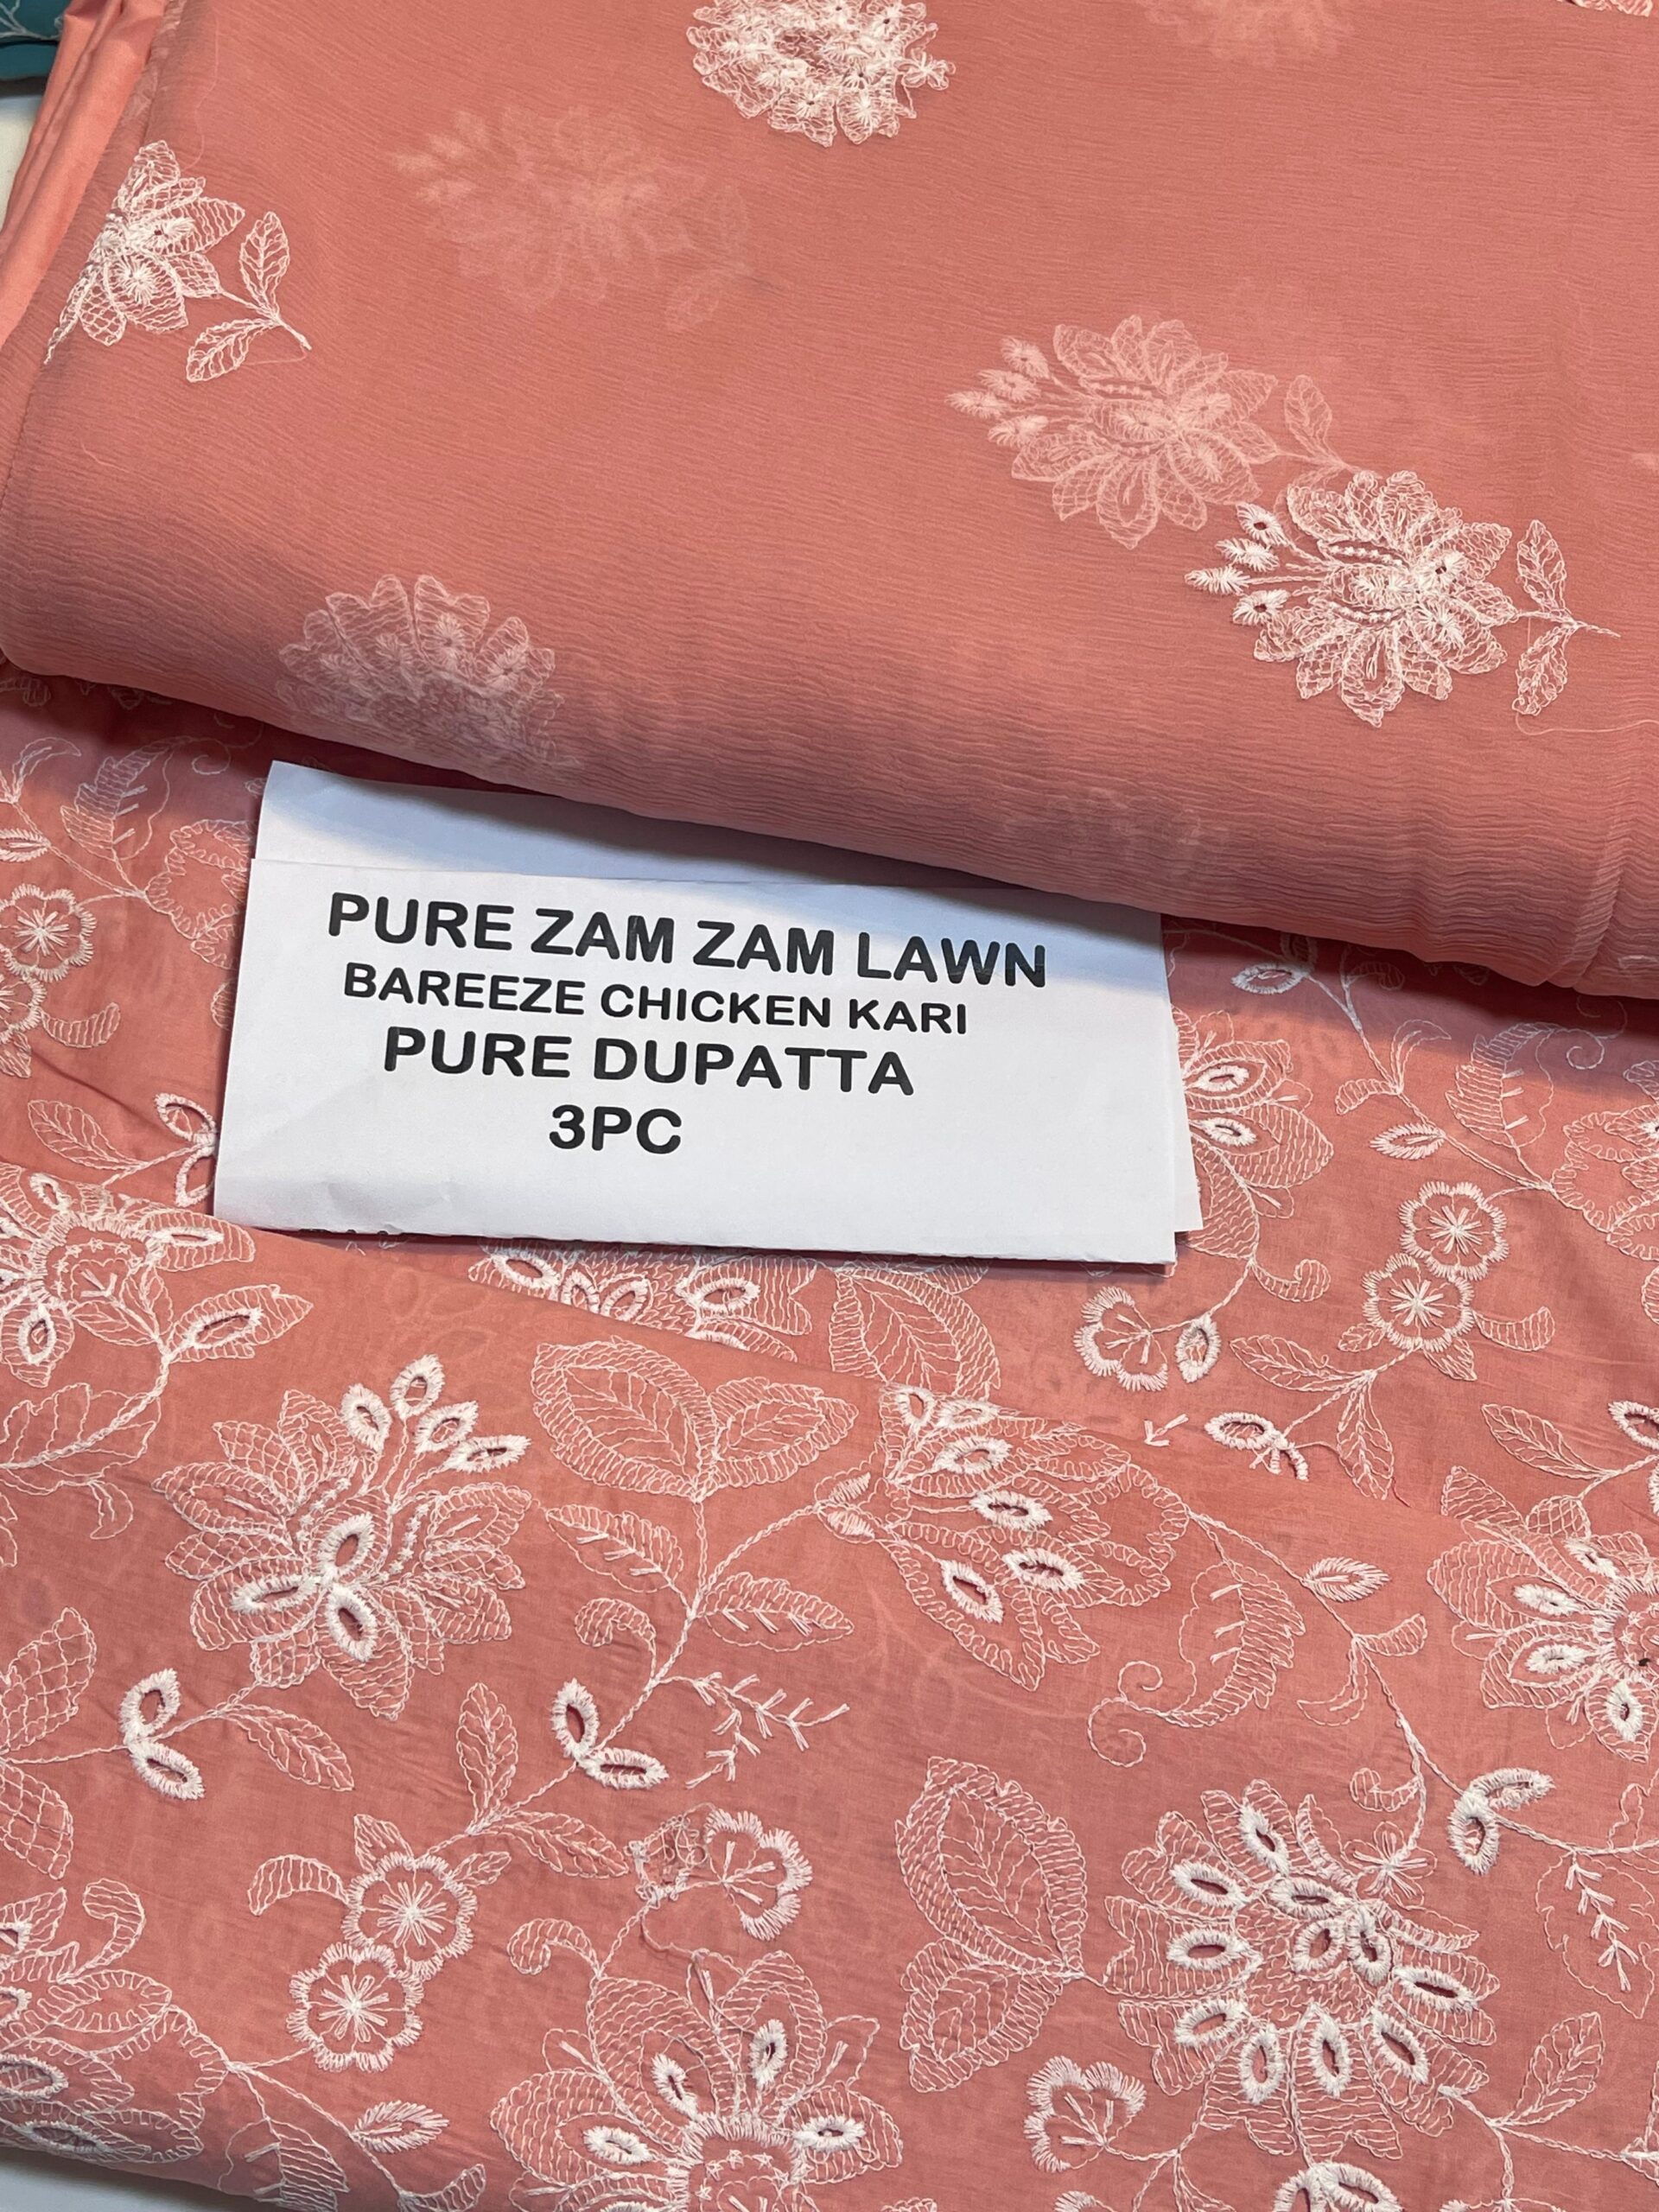 PURE ZAM ZAM LAWN
BAREEZE CHICKEN KARI
PURE DUPATTA
3PC